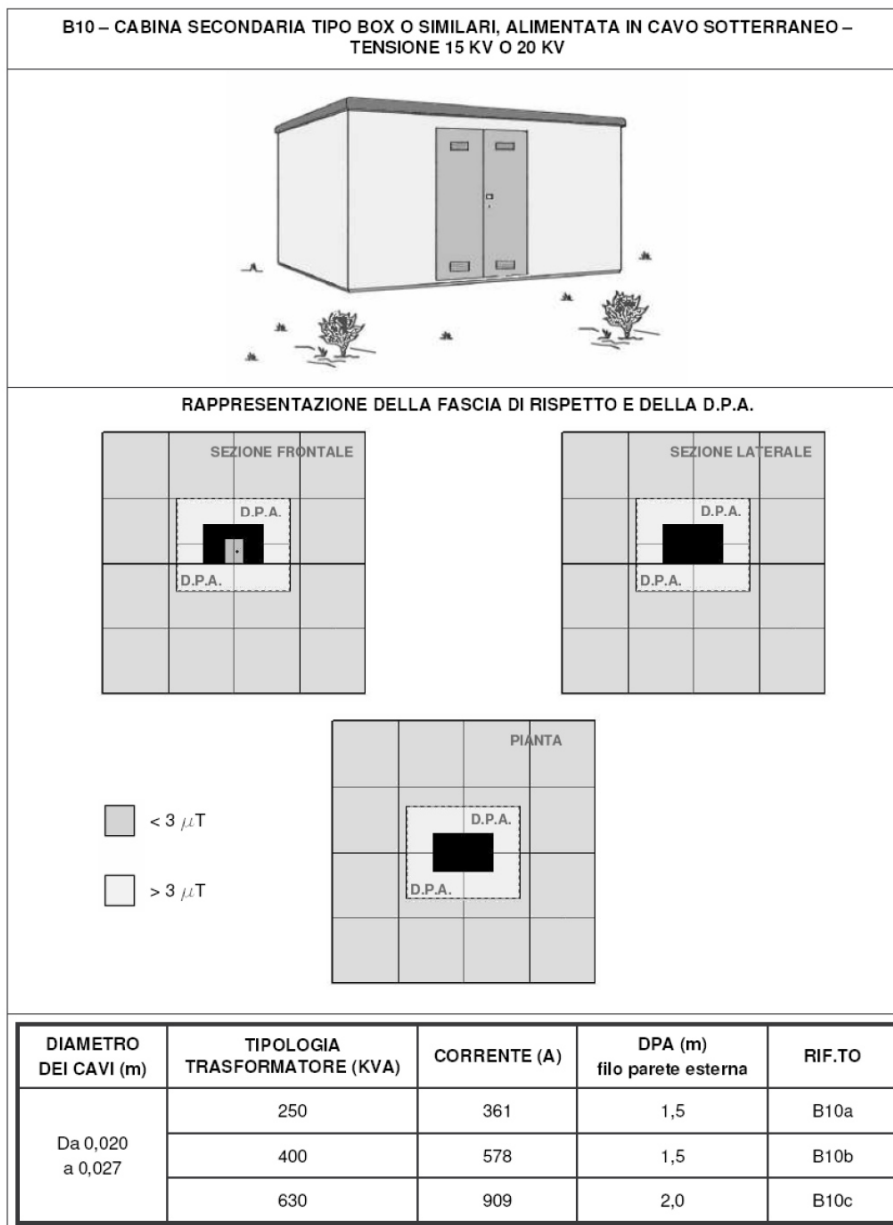 B10 – CABINA SECONDARIA TIPO BOX O SIMILARI, ALIMENTATA IN CAVO SOTTERRANEO –
TENSIONE 15 KV O 20 KV
RAPPRESENTAZIONE DELLA FASCIA DI RISPETTO E DELLA D.P.A.
SEZIONE FRONTALE
D.P.A.
D.P.A.
SEZIONE LATERALE
D.P.A.
D.P.A.
PIANTA
D.P.A.
D.P.A.
< 3 μT
> 3 μT
DIAMETRO
DEI CAVI (m)
TIPOLOGIA
TRASFORMATORE (KVA)
CORRENTE (A)
DPA (m)
filo parete esterna
RIF.TO
Da 0,020
a 0,027
250
361
1,5
B10a
400
578
1,5
B10b
630
909
2,0
B10c